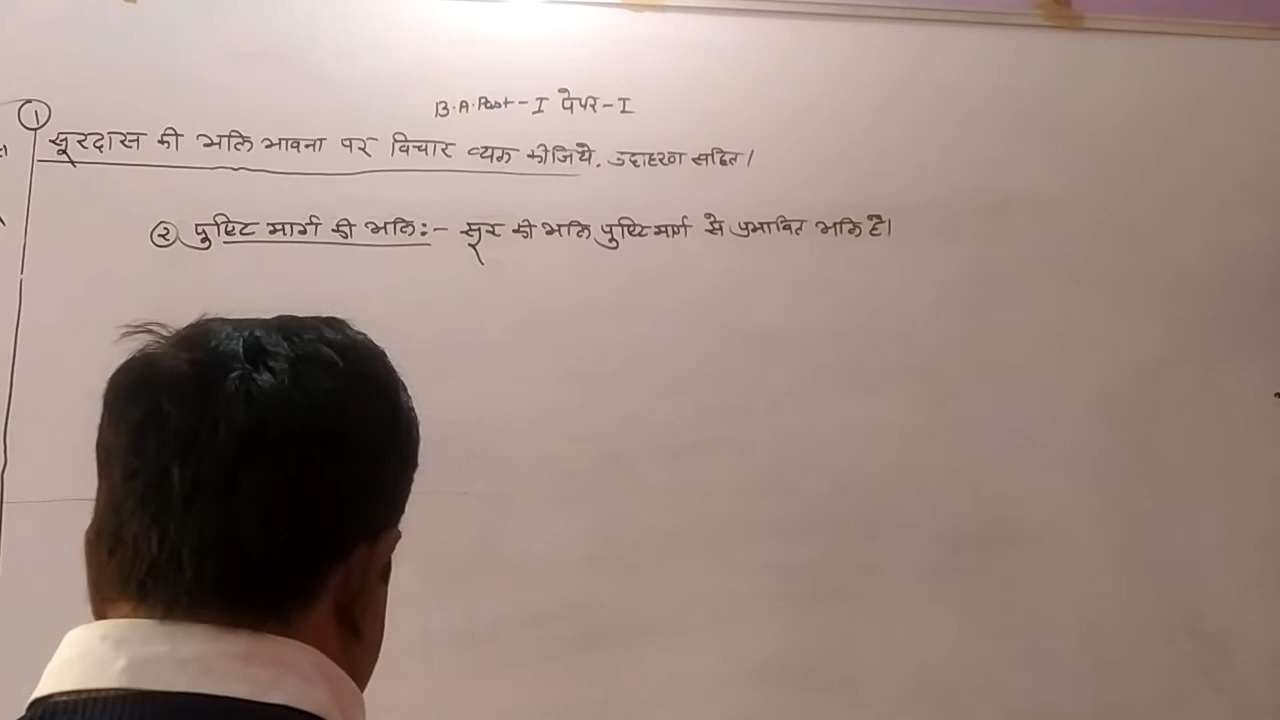 B.A. Part-I पेपर-I
① सूरदास की भक्ति भावना पर विचार व्यक्त कीजिये, उदाहरण सहित।
② पुष्टि मार्ग की भक्ति:- सूर की भक्ति पुष्टि मार्ग से प्रभावित भक्ति है।